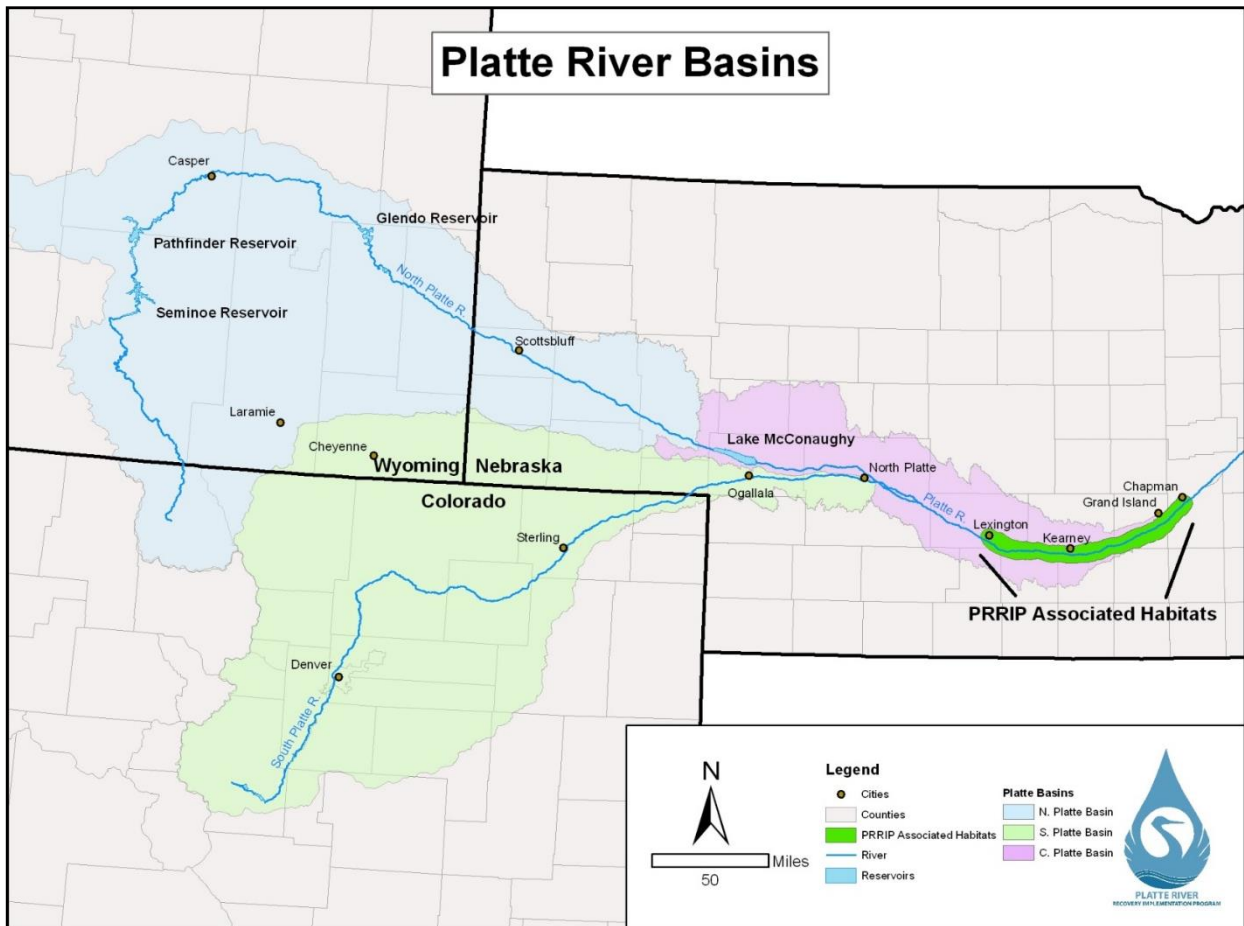 Platte River Basins
Casper
Glendo Reservoir
Pathfinder Reservoir
North Platte R.
Seminoe Reservoir
Scottsbluff
Laramie
Cheyenne
Wyoming
Nebraska
Colorado
Lake McConaughy
North Platte
Ogallala
Platte R.
Chapman
Grand Island
Lexington
Kearney
Sterling
PRRIP Associated Habitats
Denver
South Platte R.
N
Miles
50
Legend
Cities
Counties
PRRIP Associated Habitats
River
Reservoirs
Platte Basins
N. Platte Basin
S. Platte Basin
C. Platte Basin
PLATTE RIVER
RECOVERY IMPLEMENTATION PROGRAM